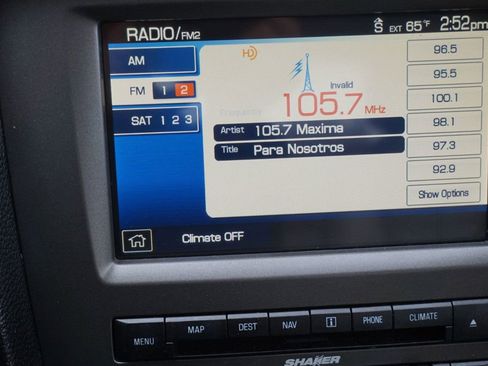 RADIO/FM2 S EXT 65°F 2:52pm
AM
FM 1 2
SAT 1 2 3
HD
Invalid
Frequency 105.7 MHz
Artist 105.7 Maxima
Title Para Nosotros
96.5
95.5
100.1
98.1
97.3
92.9
Show Options
Climate OFF
MENU MAP DEST NAV i PHONE CLIMATE
SHAKER